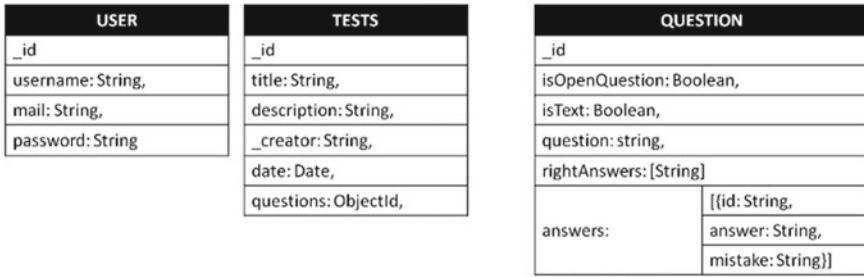 USER
_id
username: String,
mail: String,
password: String
TESTS
_id
title: String,
description: String,
_creator: String,
date: Date,
questions: ObjectId,
QUESTION
_id
isOpenQuestion: Boolean,
isText: Boolean,
question: string,
rightAnswers: [String]
answers:
[{id: String,
answer: String,
mistake: String}]